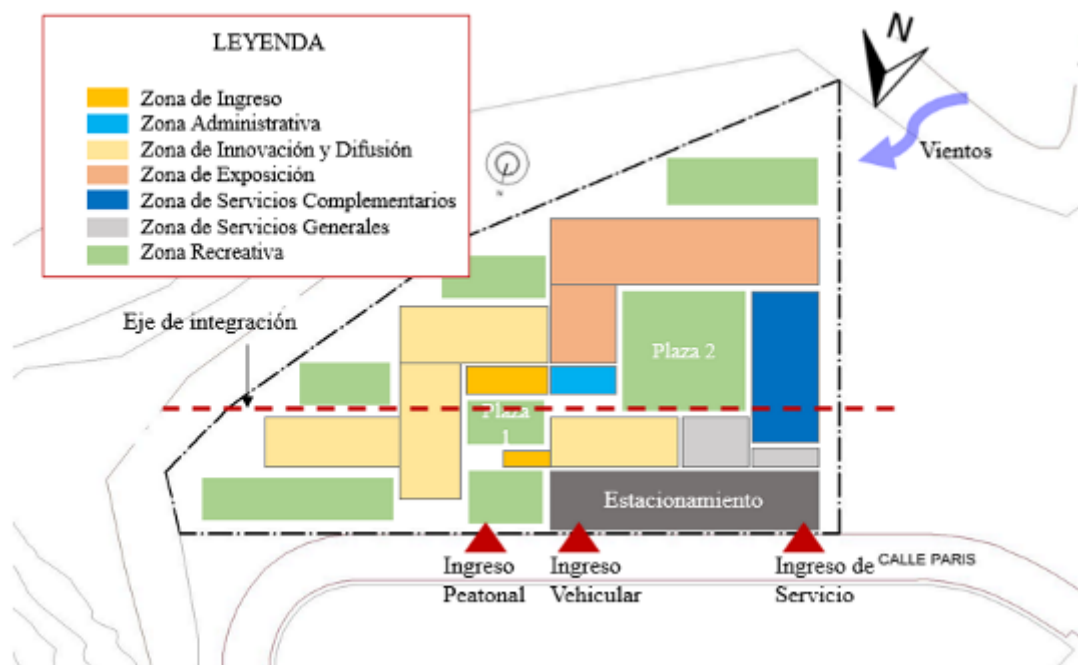 LEYENDA
Zona de Ingreso
Zona Administrativa
Zona de Innovación y Difusión
Zona de Exposición
Zona de Servicios Complementarios
Zona de Servicios Generales
Zona Recreativa
N
Vientos
Eje de integración
Plaza 2
Plaza
1
Estacionamiento
Ingreso
Peatonal
Ingreso
Vehicular
Ingreso de
Servicio
CALLE PARIS